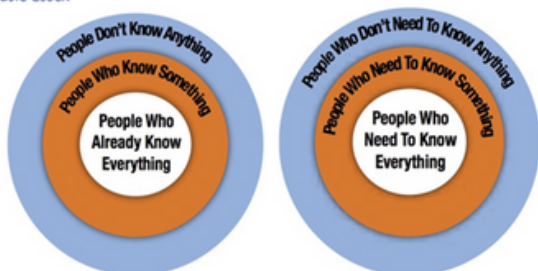 People Don't Know Anything
People Who Know Something
People Who
Already Know
Everything
People Who Don't Need To Know Anything
People Who Need To Know Something
People Who
Need To Know
Everything